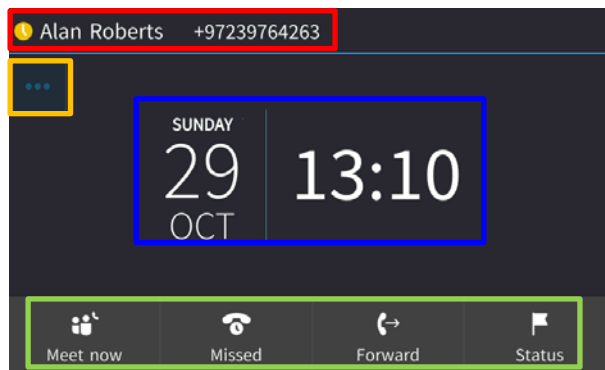 Alan Roberts +97239764263
SUNDAY
29
OCT
13:10
Meet now Missed Forward Status